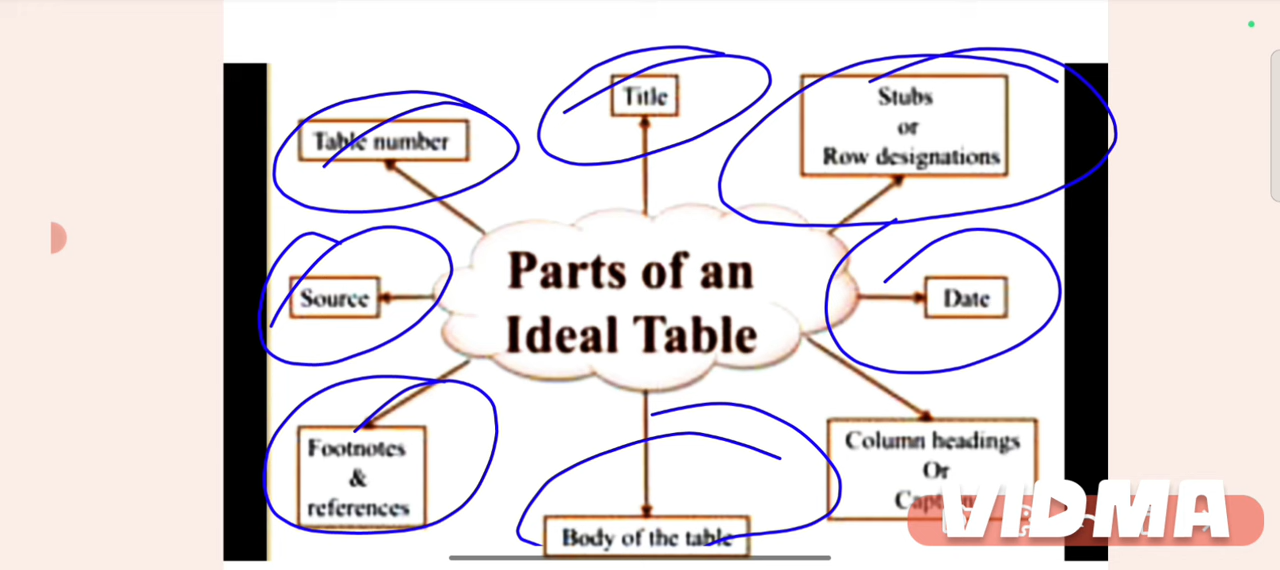 Title
Stubs
or
Row designations
Table number
Parts of an
Ideal Table
Source
Date
Footnotes
&
references
Column headings
Or
Body of the table
VIDMA